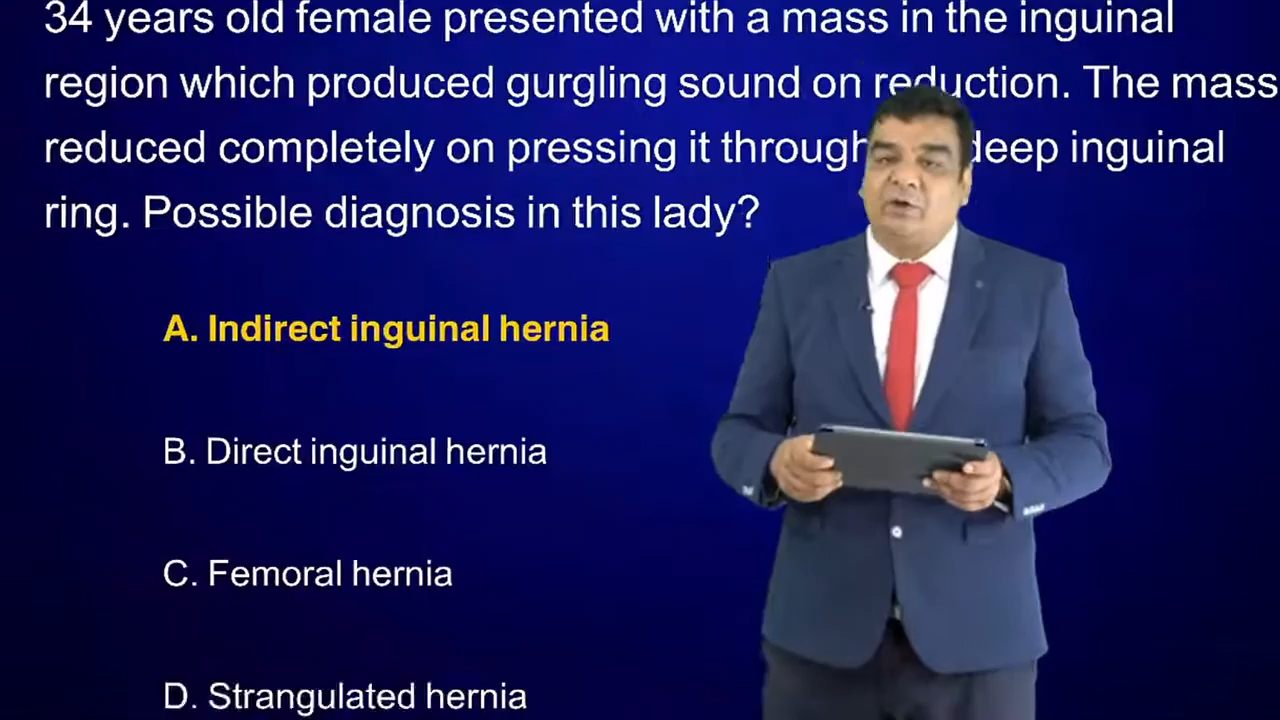 34 years old female presented with a mass in the inguinal
region which produced gurgling sound on reduction. The mass
reduced completely on pressing it through deep inguinal
ring. Possible diagnosis in this lady?
A. Indirect inguinal hernia
B. Direct inguinal hernia
C. Femoral hernia
D. Strangulated hernia